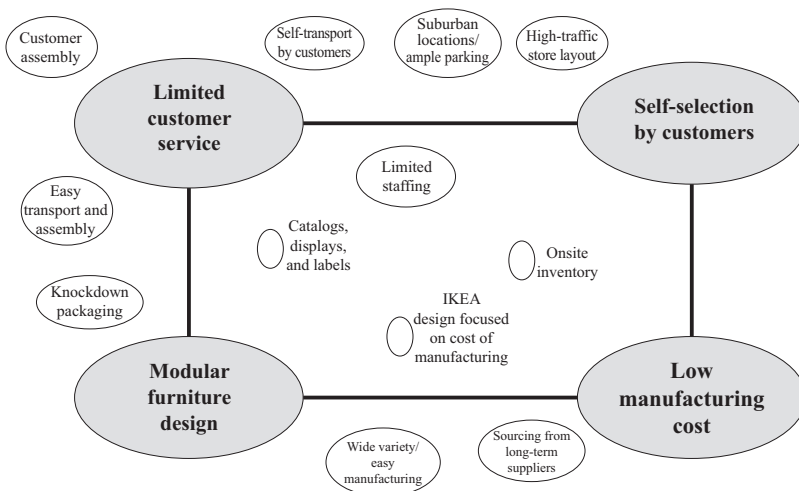 Customer
assembly
Self-transport
by customers
Suburban
locations/
ample parking
High-traffic
store layout
Limited
customer
service
Self-selection
by customers
Limited
staffing
Easy
transport and
assembly
Catalogs,
displays,
and labels
Onsite
inventory
Knockdown
packaging
IKEA
design focused
on cost of
manufacturing
Modular
furniture
design
Low
manufacturing
cost
Wide variety/
easy
manufacturing
Sourcing from
long-term
suppliers